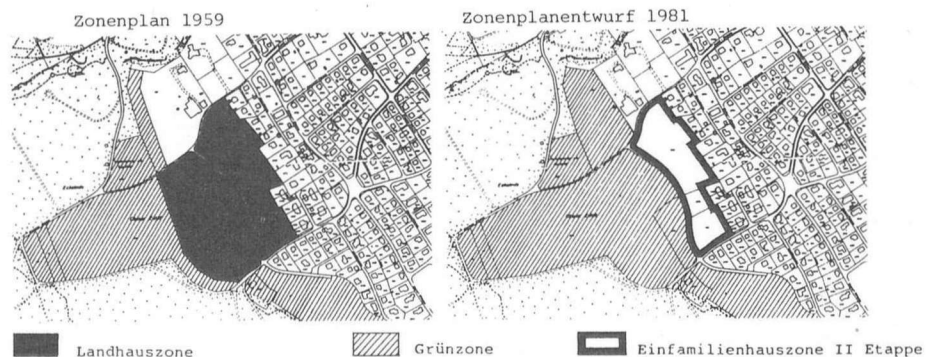 Zonenplan 1959
Zonenplanentwurf 1981
Landhauszone
Grünzone
Einfamilienhauszone II Etappe